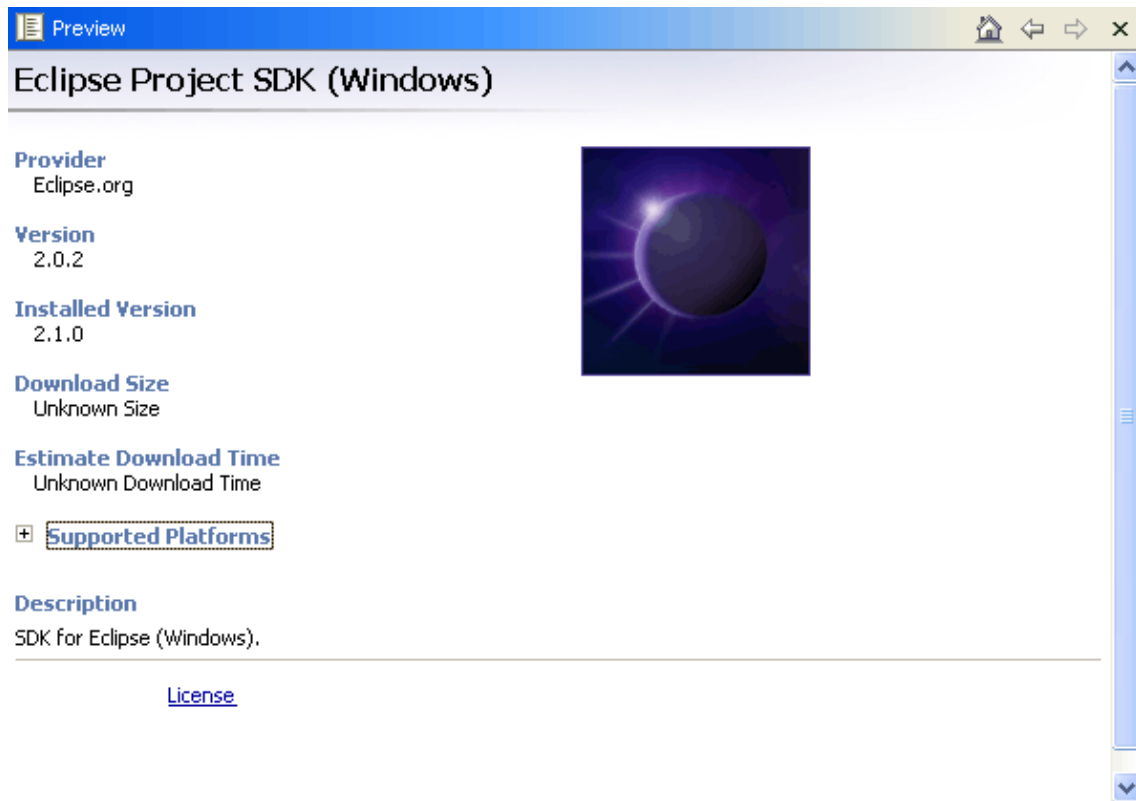 Preview
Eclipse Project SDK (Windows)
Provider
Eclipse.org
Version
2.0.2
Installed Version
2.1.0
Download Size
Unknown Size
Estimate Download Time
Unknown Download Time
Supported Platforms
Description
SDK for Eclipse (Windows).
License